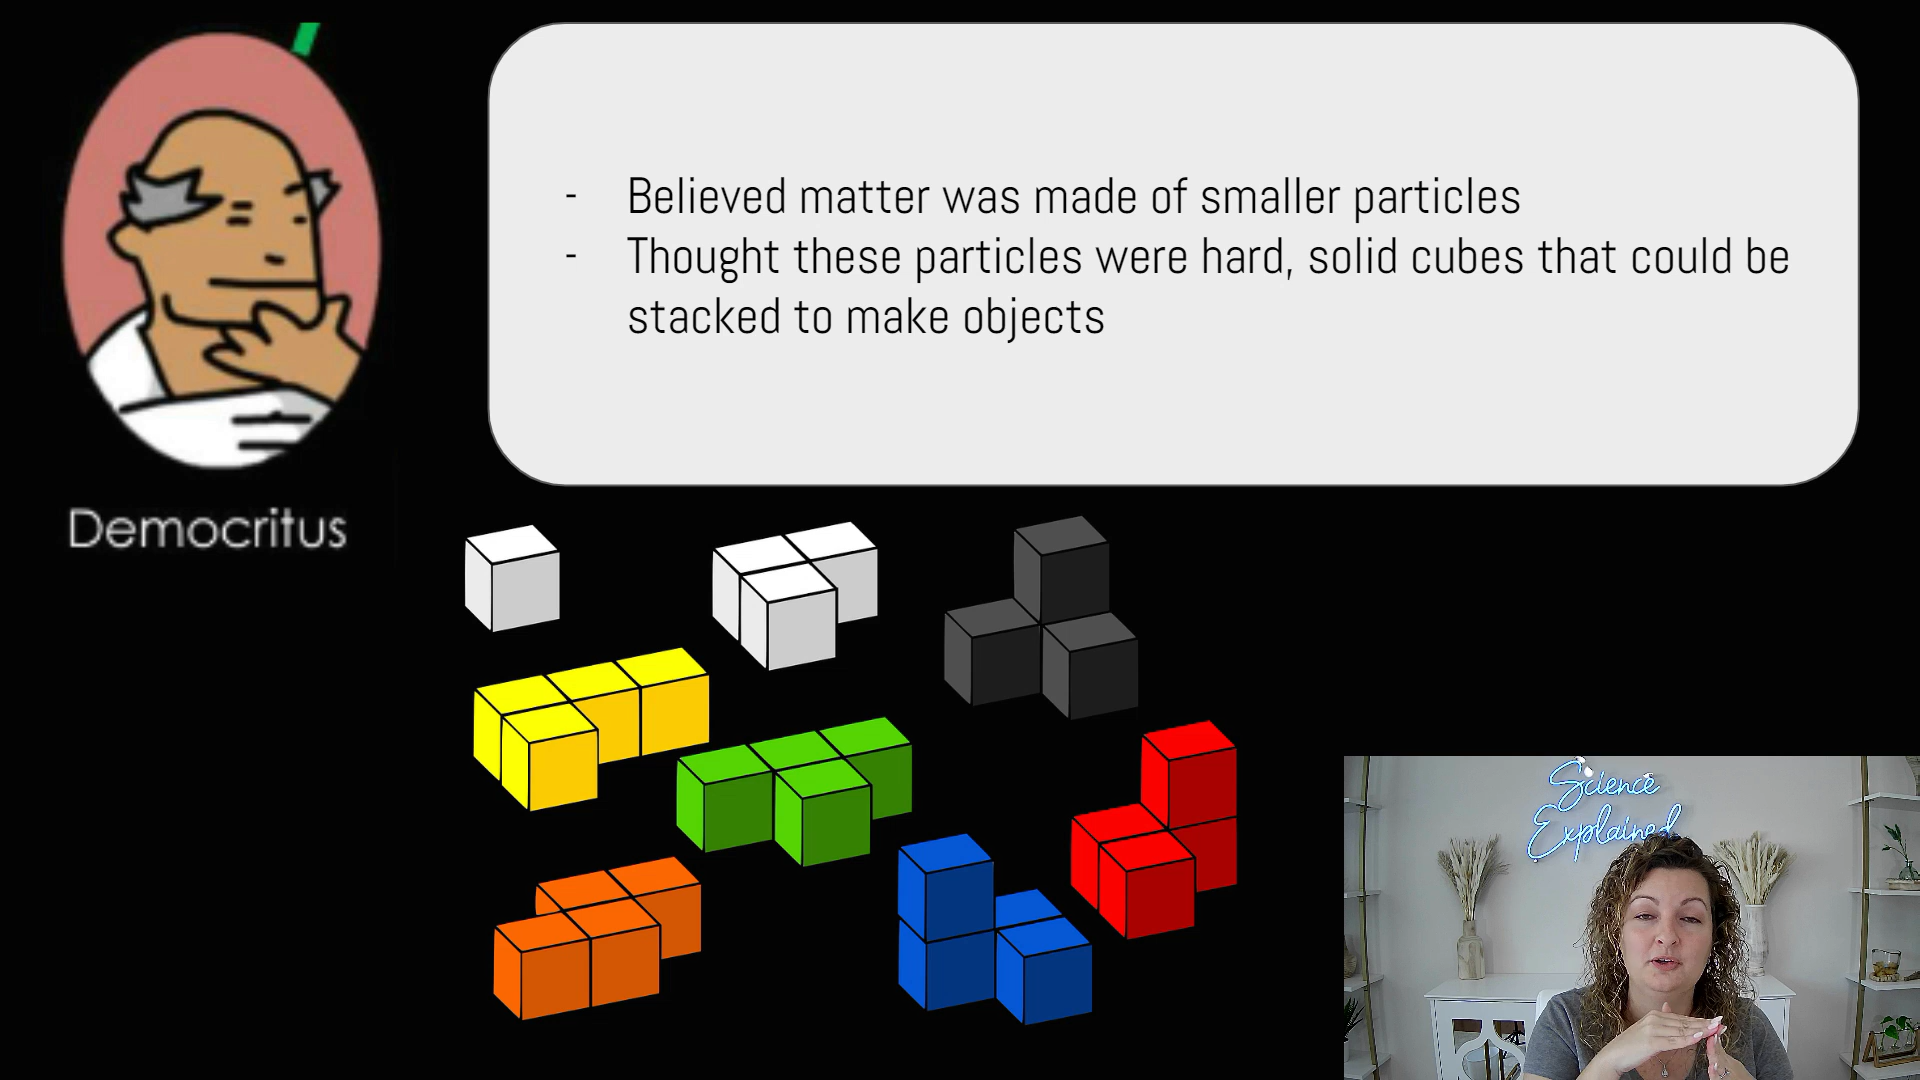 - Believed matter was made of smaller particles
- Thought these particles were hard, solid cubes that could be
stacked to make objects
Democritus
Science
Explained